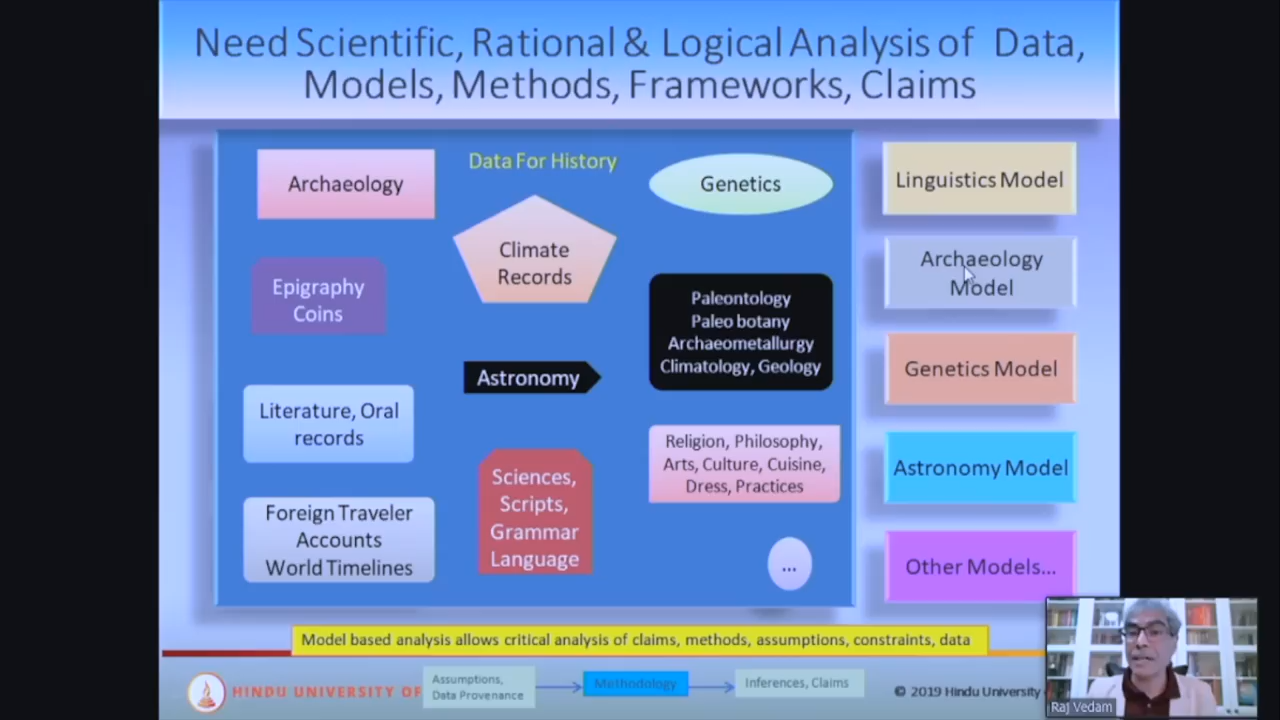 Need Scientific, Rational & Logical Analysis of Data,
Models, Methods, Frameworks, Claims
Data For History
Archaeology
Genetics
Climate
Records
Epigraphy
Coins
Paleontology
Paleo botany
Archaeometallurgy
Climatology, Geology
Astronomy
Literature, Oral
records
Religion, Philosophy,
Arts, Culture, Cuisine,
Dress, Practices
Sciences,
Scripts,
Grammar
Language
Foreign Traveler
Accounts
World Timelines
...
Linguistics Model
Archaeology
Model
Genetics Model
Astronomy Model
Other Models...
Model based analysis allows critical analysis of claims, methods, assumptions, constraints, data
HINDU UNIVERSITY OF
Assumptions,
Data Provenance
Methodology
Inferences, Claims
© 2019 Hindu University
Raj Vedam